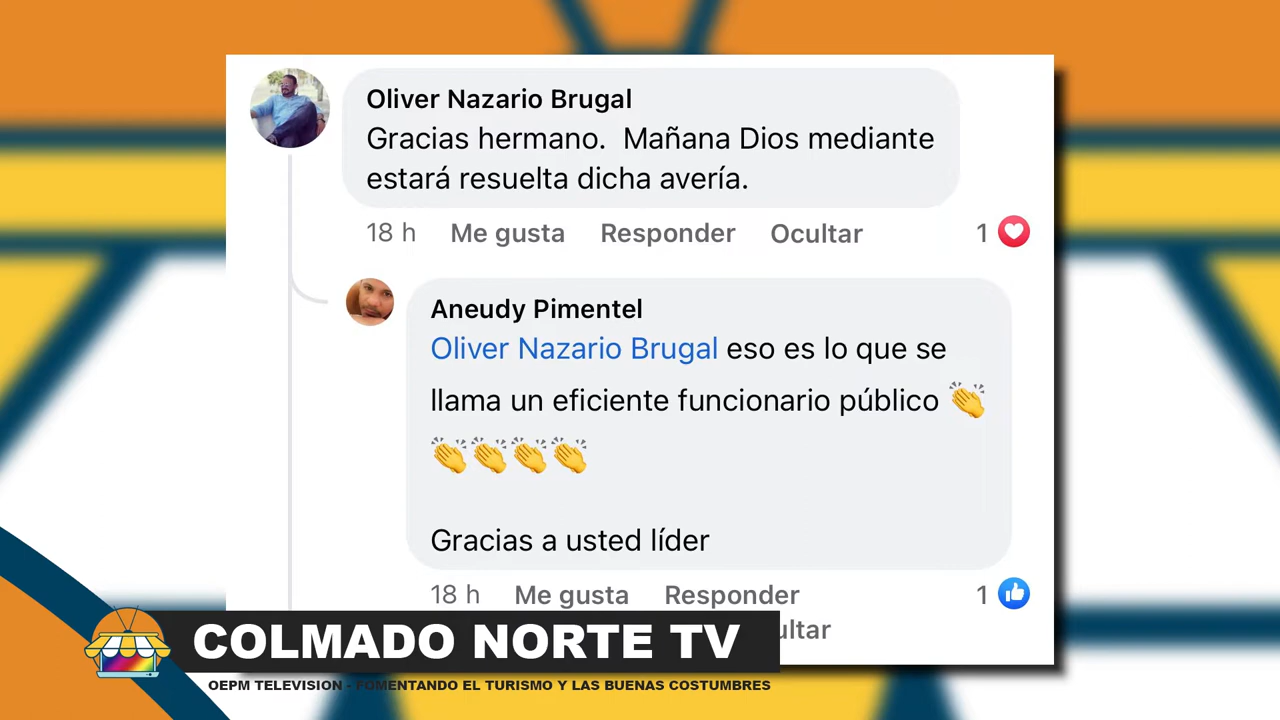 Oliver Nazario Brugal
Gracias hermano.  Mañana Dios mediante
estará resuelta dicha avería.
18 h Me gusta Responder Ocultar 1
Aneudy Pimentel
Oliver Nazario Brugal eso es lo que se
llama un eficiente funcionario público 👏
👏👏👏👏
Gracias a usted líder
18 h Me gusta Responder 1
COLMADO NORTE TV
OEPM TELEVISION - FOMENTANDO EL TURISMO Y LAS BUENAS COSTUMBRES